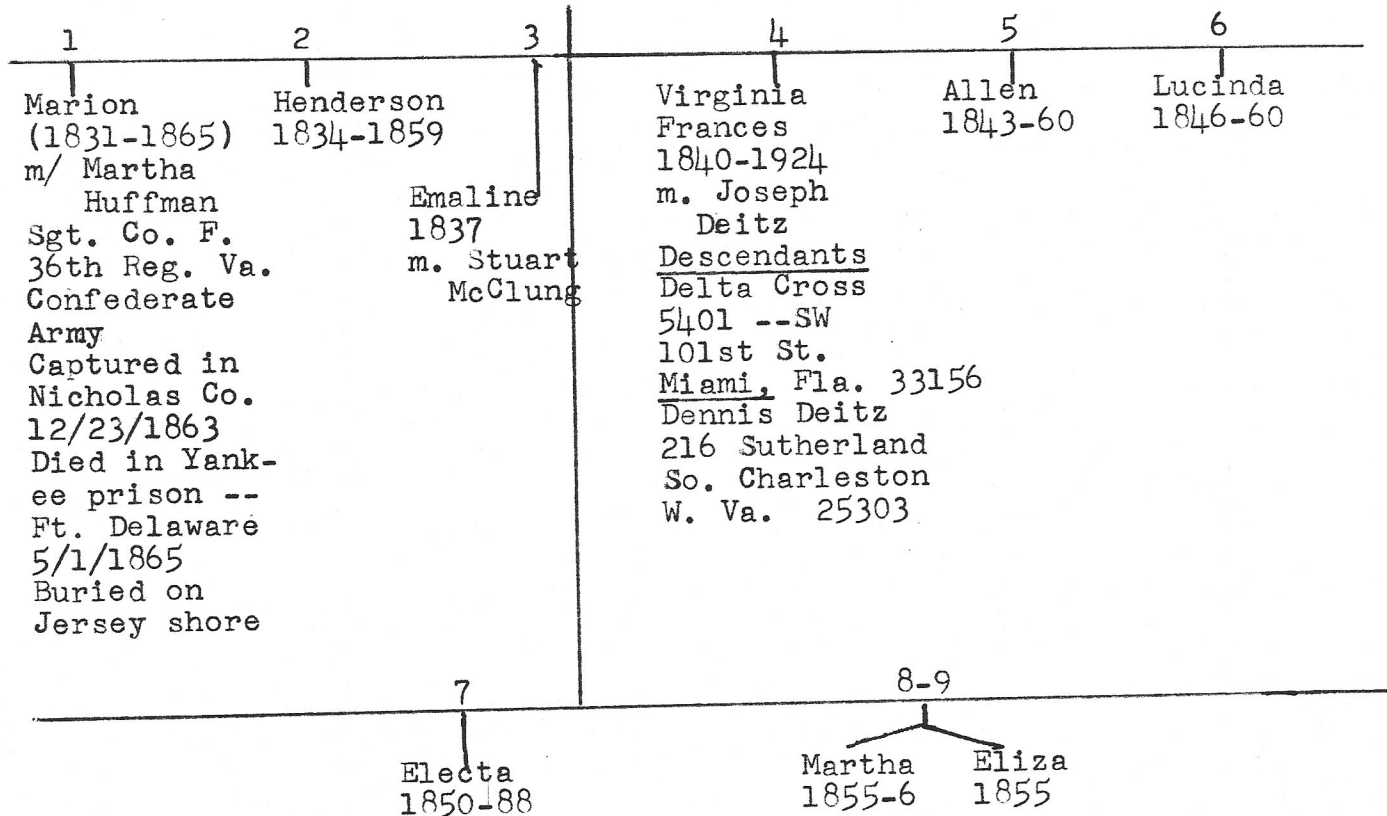 1
2
3
4
5
6
Marion
(1831-1865)
m/ Martha
Huffman
Sgt. Co. F.
36th Reg. Va.
Confederate
Army
Captured in
Nicholas Co.
12/23/1863
Died in Yank-
ee prison --
Ft. Delaware
5/1/1865
Buried on
Jersey shore
Henderson
1834-1859
Emaline
1837
m. Stuart
McClung
Virginia
Frances
1840-1924
m. Joseph
Deitz
Descendants
Delta Cross
5401 --SW
101st St.
Miami, Fla. 33156
Dennis Deitz
216 Sutherland
So. Charleston
W. Va. 25303
Allen
1843-60
Lucinda
1846-60
7
8-9
Electa
1850-88
Martha
1855-6
Eliza
1855